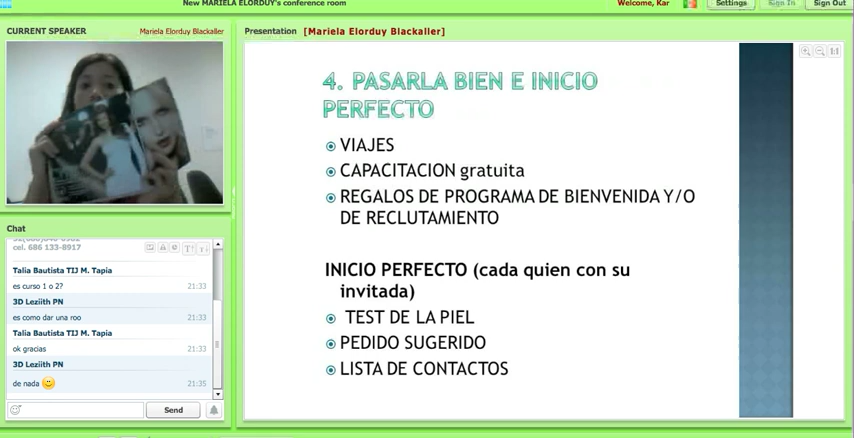 New MARIELA ELORDUY's conference room
Welcome, Kar
Settings
Sign In
Sign Out
CURRENT SPEAKER
Mariela Elorduy Blackaller
Presentation [Mariela Elorduy Blackaller]
1:1
4. PASARLA BIEN E INICIO
PERFECTO
VIAJES
CAPACITACION gratuita
REGALOS DE PROGRAMA DE BIENVENIDA Y/O
DE RECLUTAMIENTO
INICIO PERFECTO (cada quien con su
invitada)
TEST DE LA PIEL
PEDIDO SUGERIDO
LISTA DE CONTACTOS
Chat
cel. 686 133-8917
Talia Bautista TIJ M. Tapia
es curso 1 o 2? 21:33
3D Leziith PN
es como dar una roo 21:33
Talia Bautista TIJ M. Tapia
ok gracias 21:33
3D Leziith PN
de nada 21:35
Send